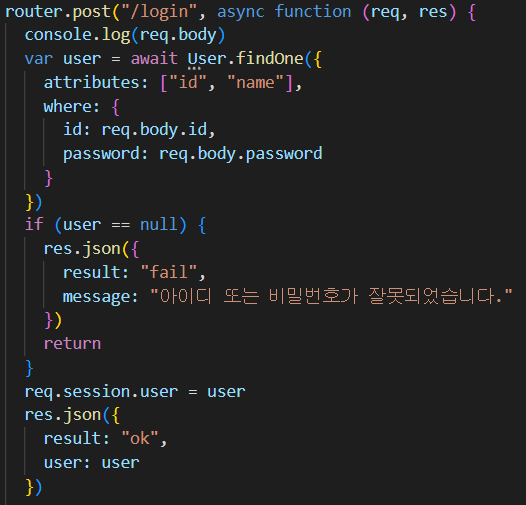 router.post("/login", async function (req, res) {
  console.log(req.body)
  var user = await User.findOne({
    attributes: ["id", "name"],
    where: {
      id: req.body.id,
      password: req.body.password
    }
  })
  if (user == null) {
    res.json({
      result: "fail",
      message: "아이디 또는 비밀번호가 잘못되었습니다."
    })
    return
  }
  req.session.user = user
  res.json({
    result: "ok",
    user: user
  })